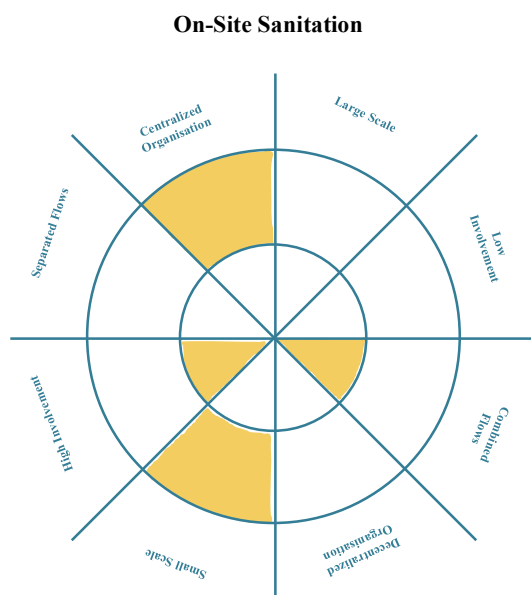 On-Site Sanitation
Centralized
Organisation
Large Scale
Separated Flows
Low
Involvement
High Involvement
Combined
Flows
Small Scale
Decentralized
Organisation